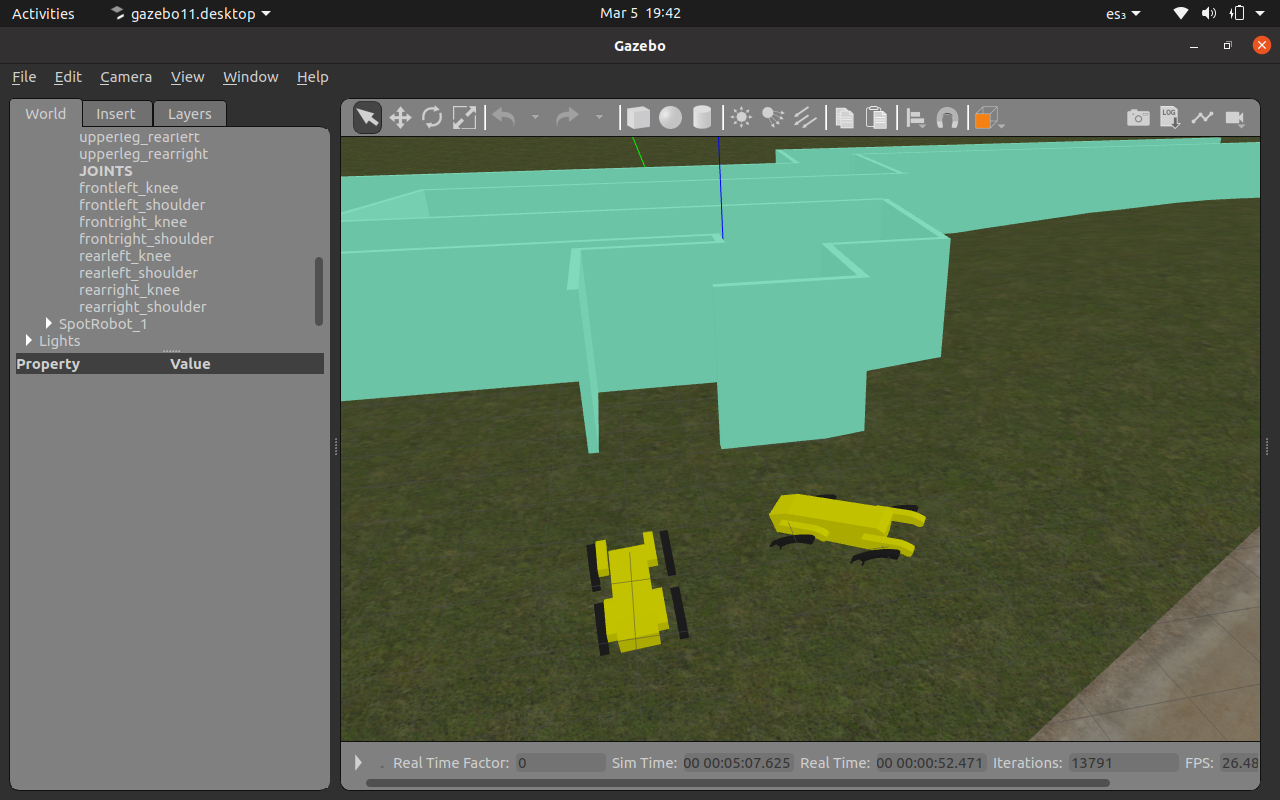 Activities gazebo11.desktop Mar 5 19:42 es₃
Gazebo
File Edit Camera View Window Help
World Insert Layers
upperleg_rearleft
upperleg_rearright
JOINTS
frontleft_knee
frontleft_shoulder
frontright_knee
frontright_shoulder
rearleft_knee
rearleft_shoulder
rearright_knee
rearright_shoulder
SpotRobot_1
Lights
Property Value
LOG
Real Time Factor: 0 Sim Time: 00 00:05:07.625 Real Time: 00 00:00:52.471 Iterations: 13791 FPS: 26.48